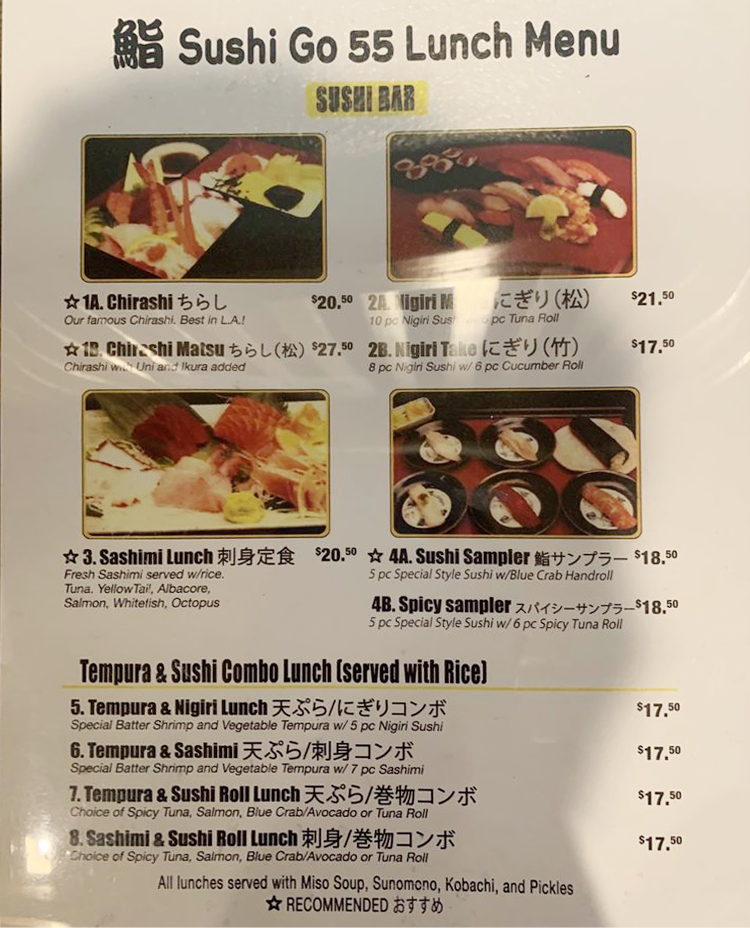 鮨 Sushi Go 55 Lunch Menu
SUSHI BAR
☆1A. Chirashi ちらし $20.50
Our famous Chirashi. Best in L.A.!
☆1B. Chirashi Matsu ちらし(松) $27.50
Chirashi with Uni and Ikura added
2A. Nigiri にぎり(松) $21.50
10 pc Nigiri pc Tuna Roll
2B. Nigiri Take にぎり(竹) $17.50
8 pc Nigiri Sushi w/ 6 pc Cucumber Roll
☆3. Sashimi Lunch 刺身定食 $20.50
Fresh Sashimi served w/rice.
Tuna. YellowTail, Albacore,
Salmon, Whitefish, Octopus
☆ 4A. Sushi Sampler 鮨サンプラー $18.50
5 pc Special Style Sushi w/Blue Crab Handroll
4B. Spicy sampler スパイシーサンプラー $18.50
5 pc Special Style Sushi w/ 6 pc Spicy Tuna Roll
Tempura & Sushi Combo Lunch (served with Rice)
5. Tempura & Nigiri Lunch 天ぷら/にぎりコンボ $17.50
Special Batter Shrimp and Vegetable Tempura w/ 5 pc Nigiri Sushi
6. Tempura & Sashimi 天ぷら/刺身コンボ $17.50
Special Batter Shrimp and Vegetable Tempura w/ 7 pc Sashimi
7. Tempura & Sushi Roll Lunch 天ぷら/巻物コンボ $17.50
Choice of Spicy Tuna, Salmon, Blue Crab/Avocado or Tuna Roll
8. Sashimi & Sushi Roll Lunch 刺身/巻物コンボ $17.50
Choice of Spicy Tuna, Salmon, Blue Crab/Avocado or Tuna Roll
All lunches served with Miso Soup, Sunomono, Kobachi, and Pickles
☆ RECOMMENDED おすすめ